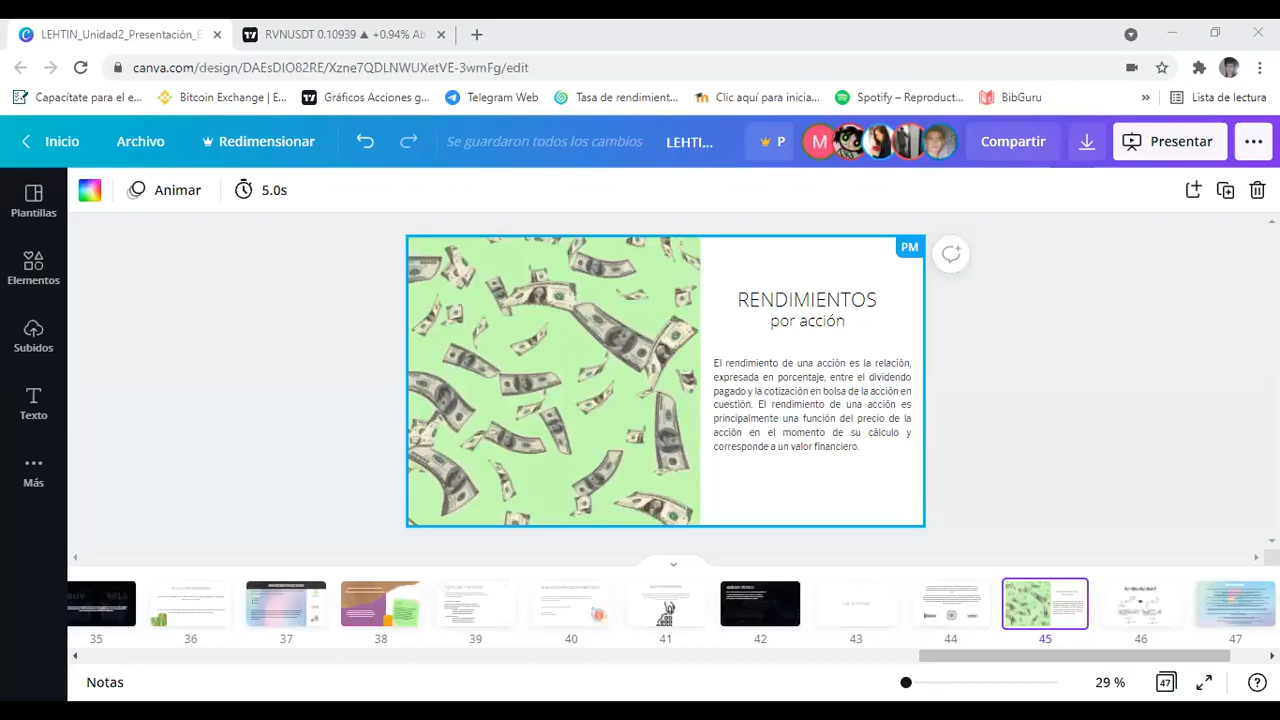 LEHTIN_Unidad2_Presentación_E
RVNUSDT 0.10939 ▲ +0.94% Ab
canva.com/design/DAEsDIO82RE/Xzne7QDLNWUXetVE-3wmFg/edit
Capacítate para el e...
Bitcoin Exchange | E...
Gráficos Acciones g...
Telegram Web
Tasa de rendimient...
Clic aquí para inicia...
Spotify – Reproduct...
BibGuru
»
Lista de lectura
Inicio
Archivo
Redimensionar
Se guardaron todos los cambios
LEHTI...
P
M
Compartir
Presentar
Animar
5.0s
Plantillas
Elementos
Subidos
Texto
Más
PM
RENDIMIENTOS
por acción
El rendimiento de una acción es la relación,
expresada en porcentaje, entre el dividendo
pagado y la cotización en bolsa de la acción en
cuestión. El rendimiento de una acción es
principalmente una función del precio de la
acción en el momento de su cálculo y
corresponde a un valor financiero.
35
36
37
38
39
40
41
42
43
44
45
46
47
Notas
29 %
47